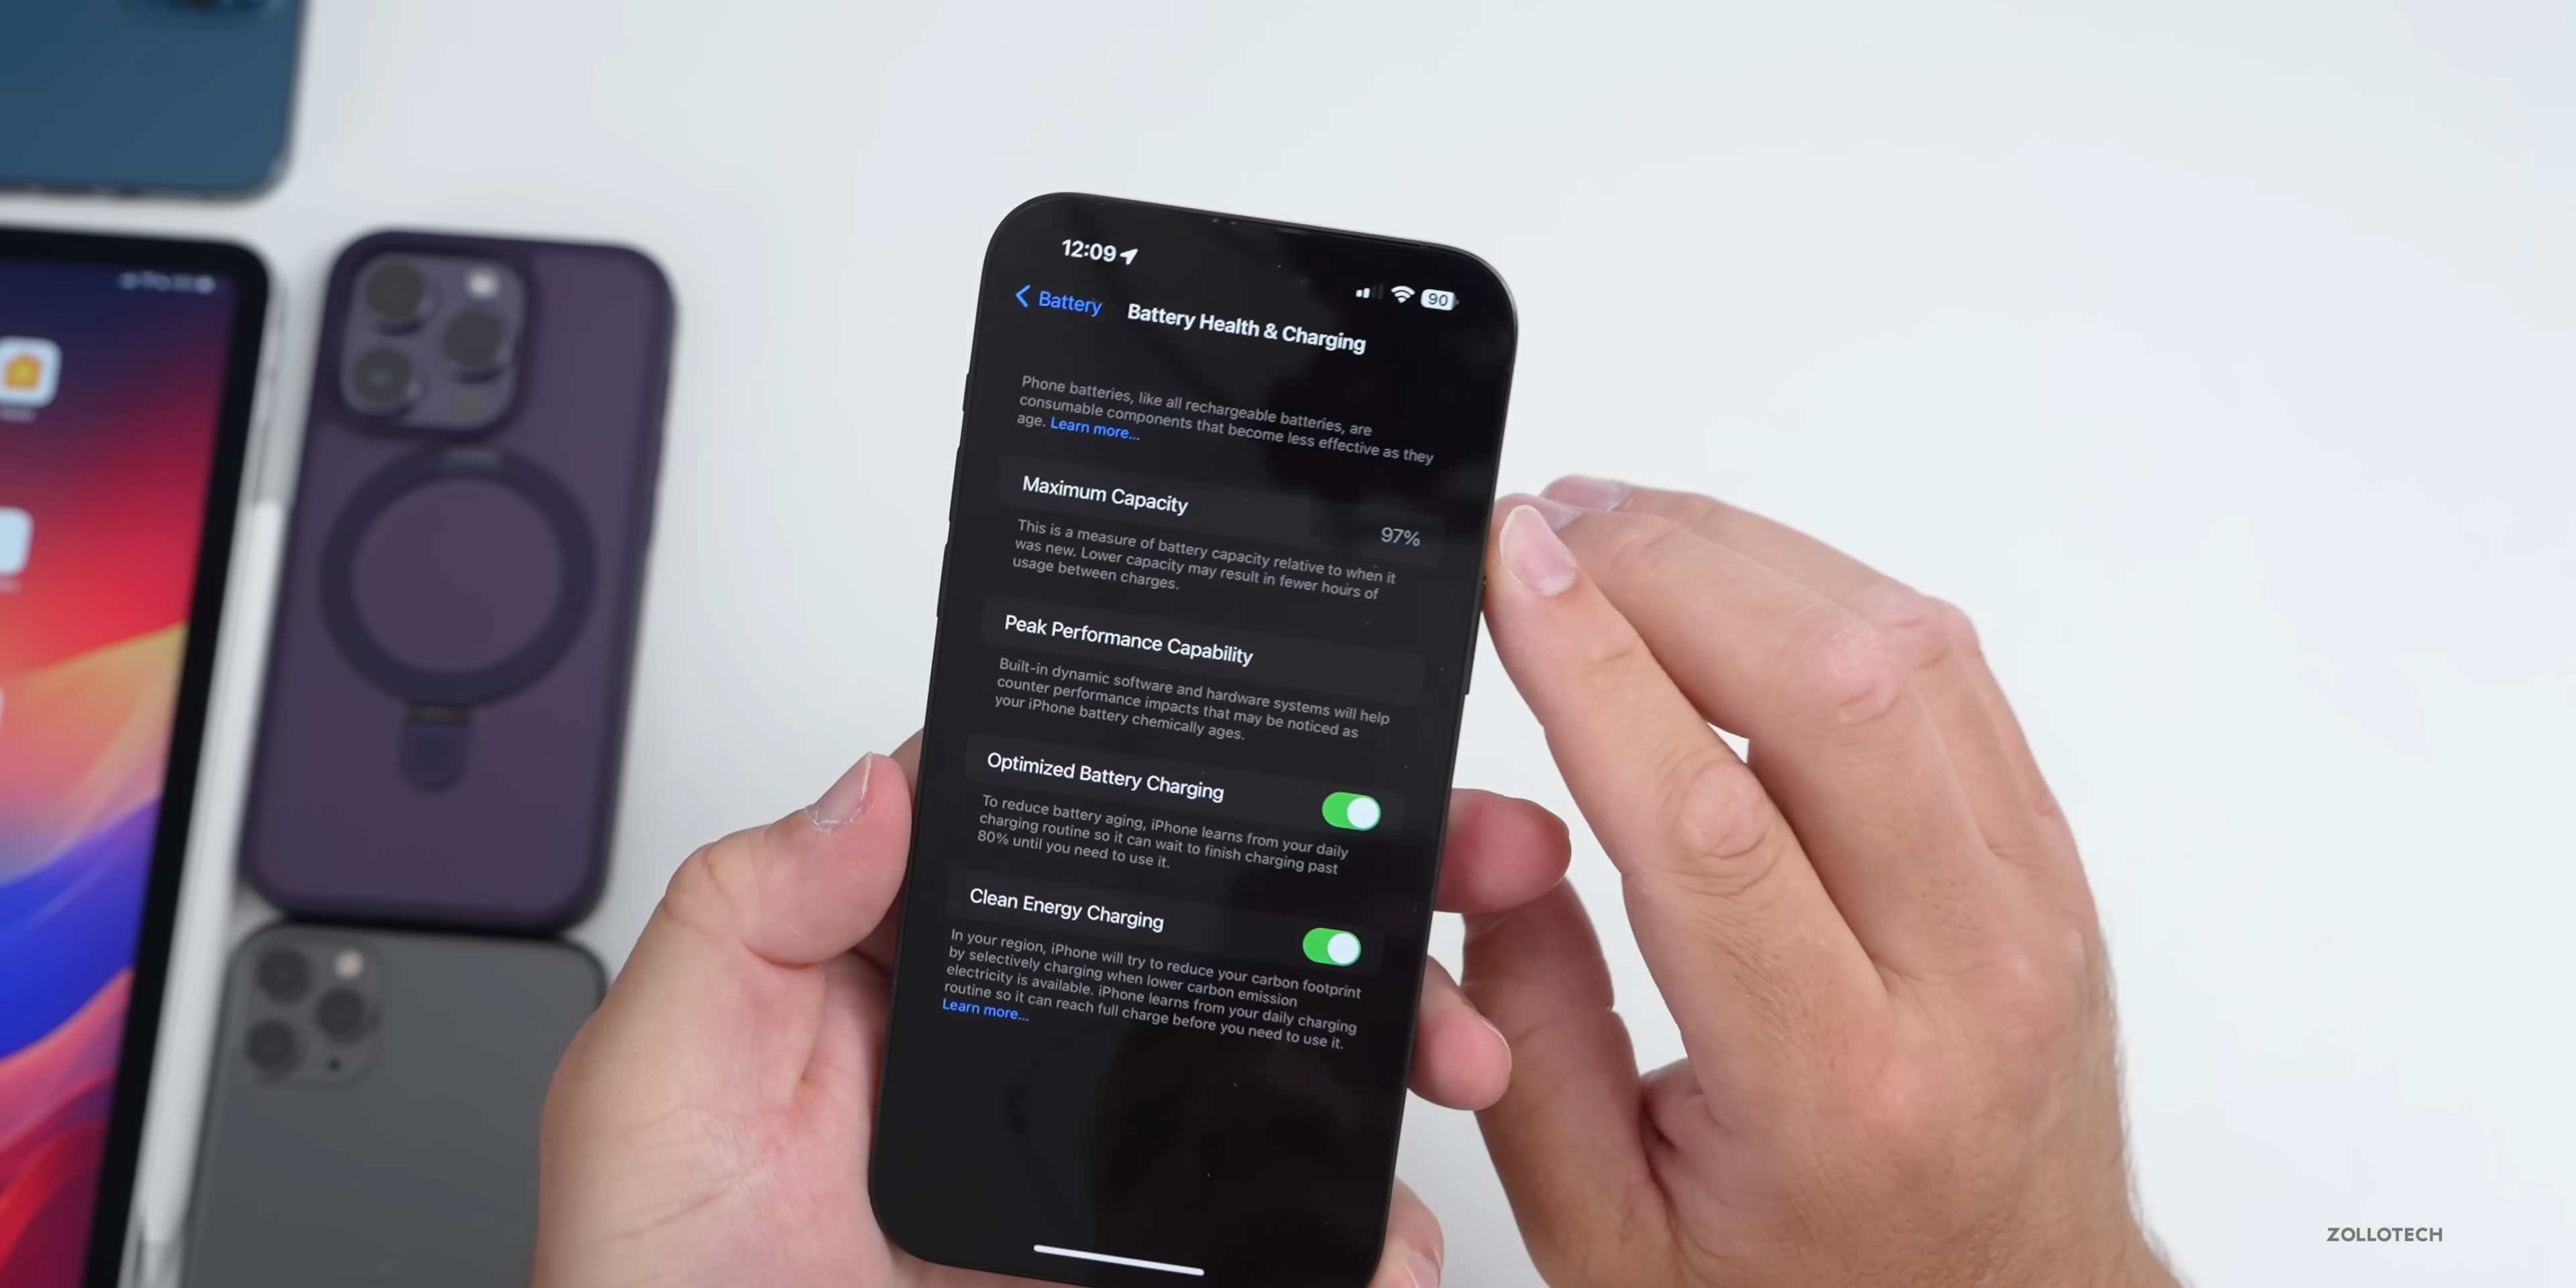 12:09
90
Battery
Battery Health & Charging
Phone batteries, like all rechargeable batteries, are
consumable components that become less effective as they
age. Learn more...
Maximum Capacity
97%
This is a measure of battery capacity relative to when it
was new. Lower capacity may result in fewer hours of
usage between charges.
Peak Performance Capability
Built-in dynamic software and hardware systems will help
counter performance impacts that may be noticed as
your iPhone battery chemically ages.
Optimized Battery Charging
To reduce battery aging, iPhone learns from your daily
charging routine so it can wait to finish charging past
80% until you need to use it.
Clean Energy Charging
In your region, iPhone will try to reduce your carbon footprint
by selectively charging when lower carbon emission
electricity is available. iPhone learns from your daily charging
routine so it can reach full charge before you need to use it.
Learn more...
ZOLLOTECH